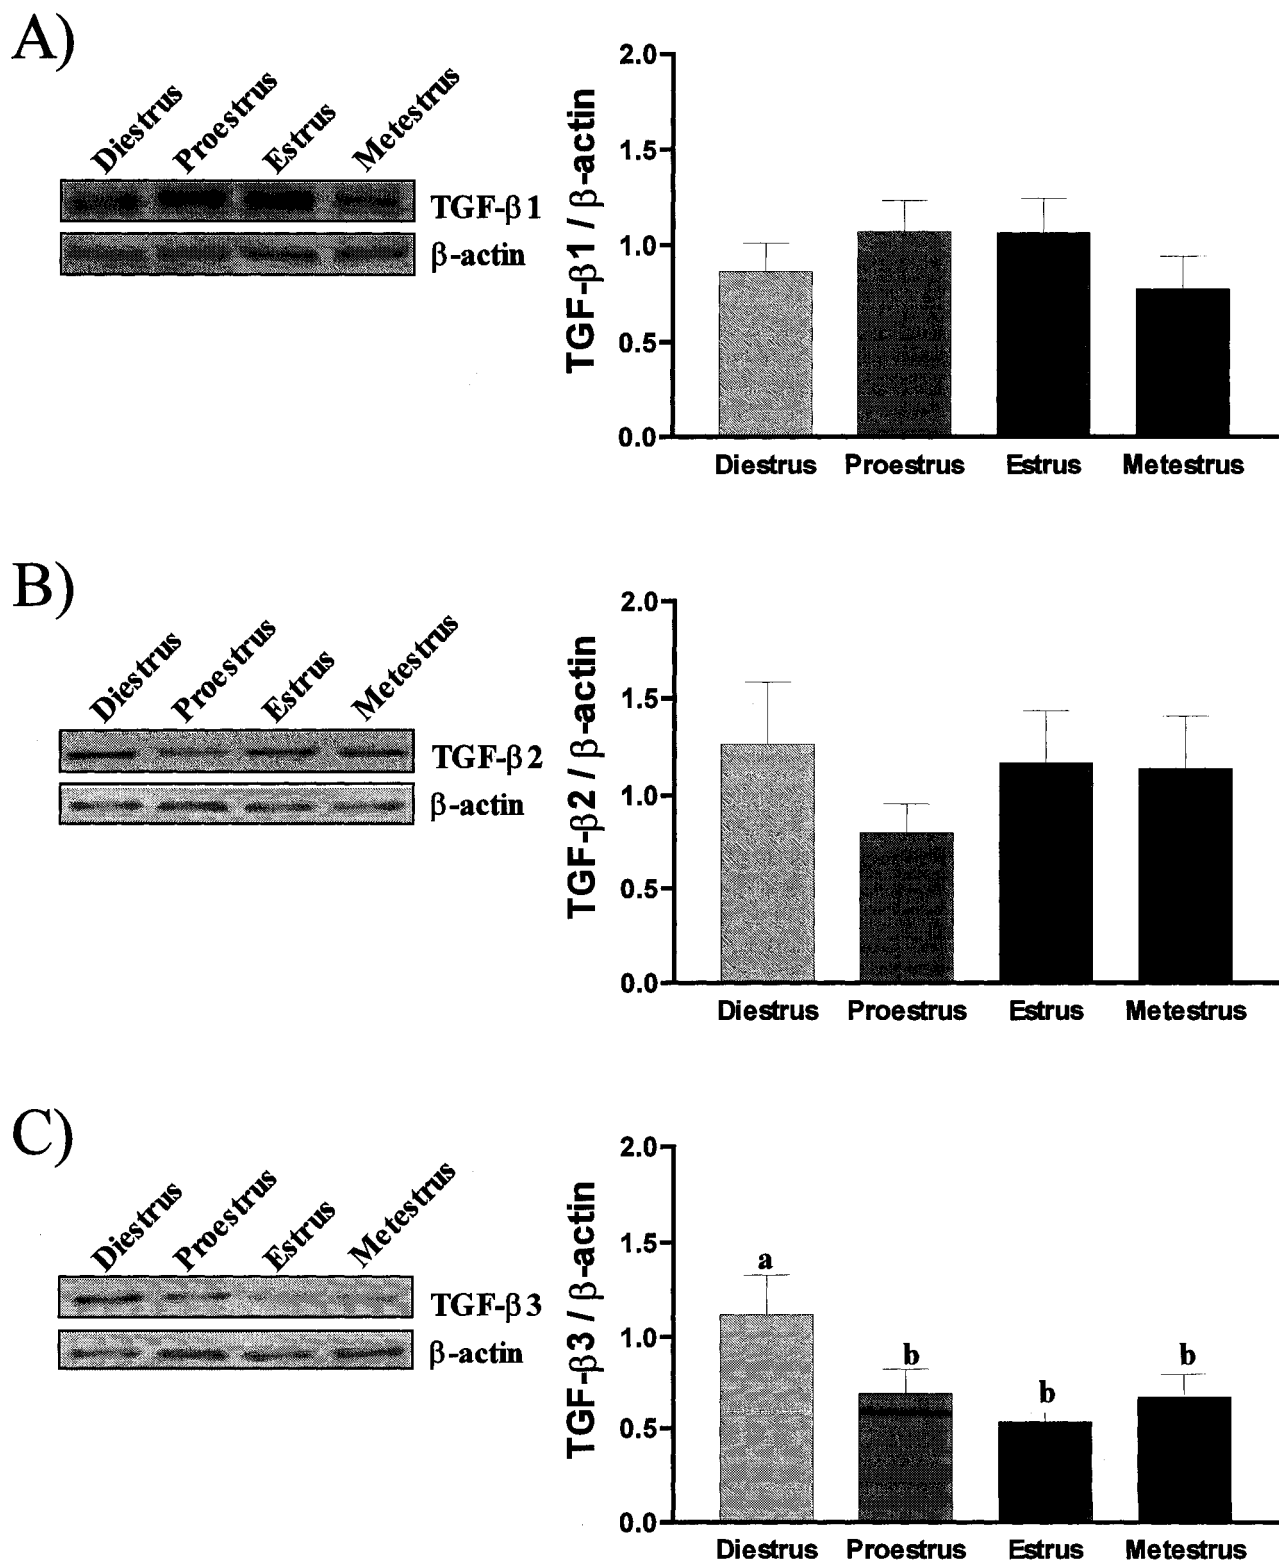 A)
Diestrus Proestrus Estrus Metestrus
TGF-β1
β-actin
TGF-β1 / β-actin
2.0
1.5
1.0
0.5
0.0
Diestrus Proestrus Estrus Metestrus
B)
Diestrus Proestrus Estrus Metestrus
TGF-β2
β-actin
TGF-β2 / β-actin
2.0
1.5
1.0
0.5
0.0
Diestrus Proestrus Estrus Metestrus
C)
Diestrus Proestrus Estrus Metestrus
TGF-β3
β-actin
TGF-β3 / β-actin
2.0
1.5
1.0
0.5
0.0
a
b
b
b
Diestrus Proestrus Estrus Metestrus